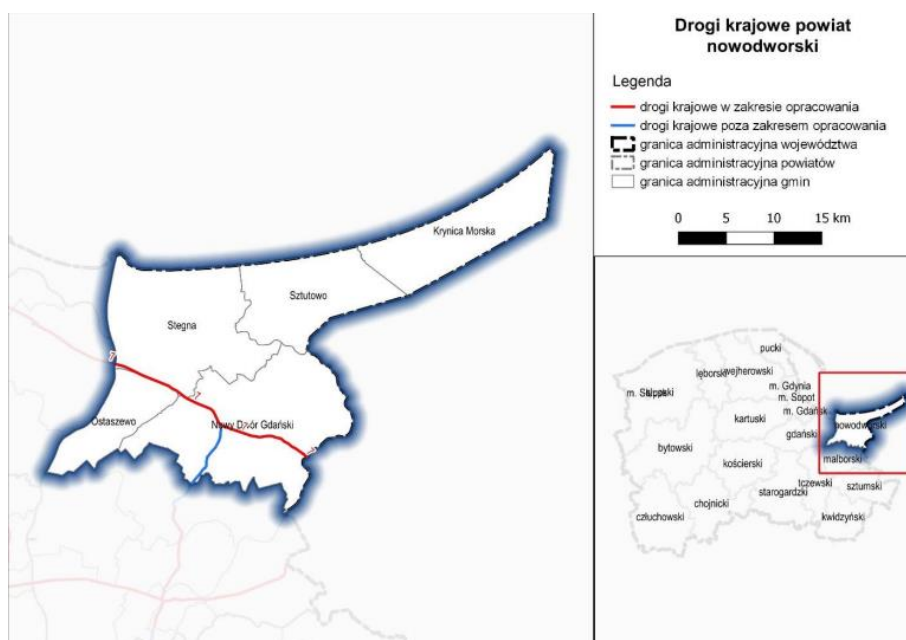 Drogi krajowe powiat
nowodworski
Legenda
drogi krajowe w zakresie opracowania
drogi krajowe poza zakresem opracowania
granica administracyjna województwa
granica administracyjna powiatów
granica administracyjna gmin
0 5 10 15 km
Krynica Morska
Sztutowo
Stegna
7
Ostaszewo
Nowy Dwór Gdański
pucki
lęborski
wejherowski
m. Gdynia
m. Sopot
m. Gdańsk
kartuski
gdański
nowodworski
bytowski
kościerski
malborski
tczewski
sztumski
starogardzki
chojnicki
człuchowski
kwidzyński